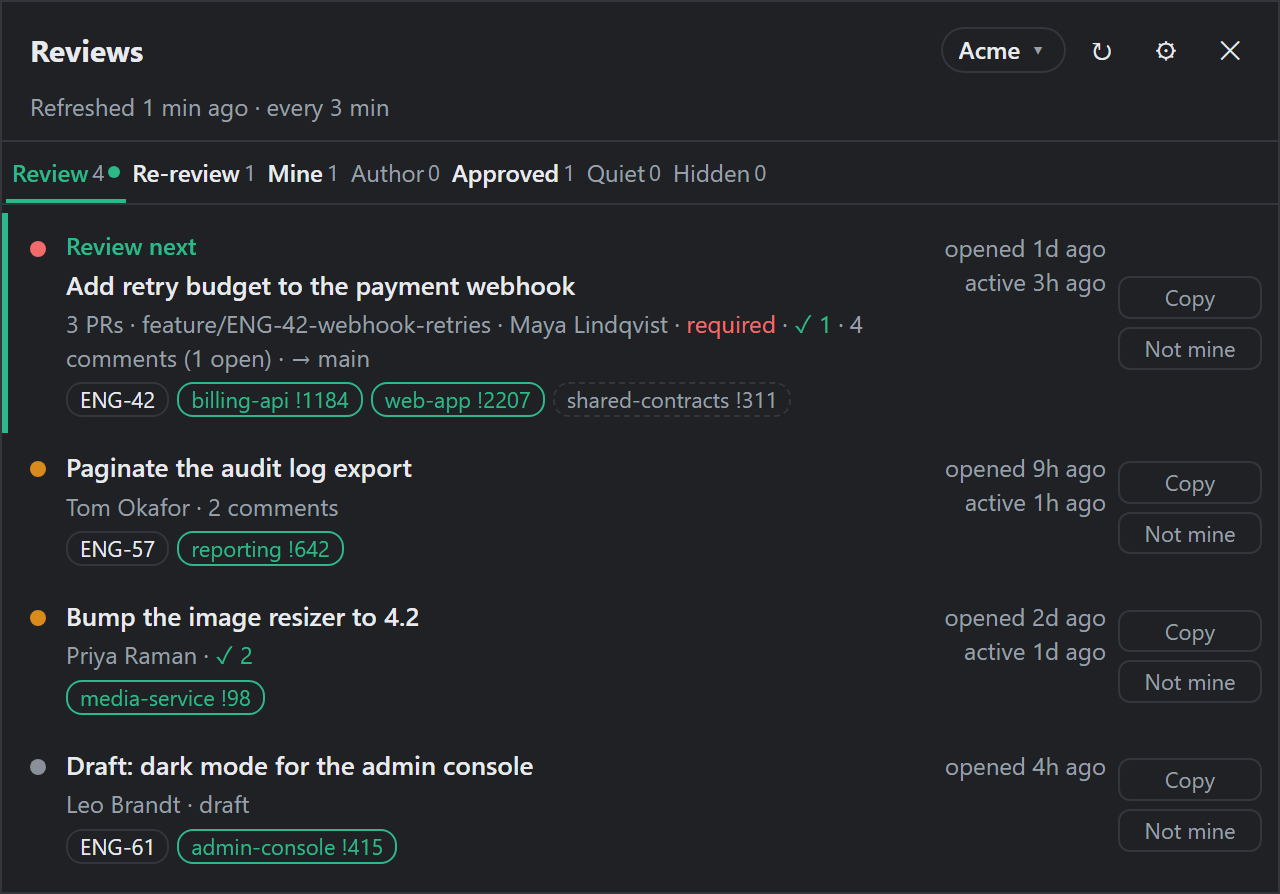 Reviews
Acme ▼
Refreshed 1 min ago · every 3 min
Review 4 Re-review 1 Mine 1 Author 0 Approved 1 Quiet 0 Hidden 0
Review next
opened 1d ago
Add retry budget to the payment webhook
active 3h ago
Copy
3 PRs · feature/ENG-42-webhook-retries · Maya Lindqvist · required · ✓ 1 · 4
comments (1 open) · → main
Not mine
ENG-42 billing-api !1184 web-app !2207 shared-contracts !311
Paginate the audit log export
opened 9h ago
Copy
Tom Okafor · 2 comments
active 1h ago
Not mine
ENG-57 reporting !642
Bump the image resizer to 4.2
opened 2d ago
Copy
Priya Raman · ✓ 2
active 1d ago
Not mine
media-service !98
Draft: dark mode for the admin console
opened 4h ago
Copy
Leo Brandt · draft
Not mine
ENG-61 admin-console !415